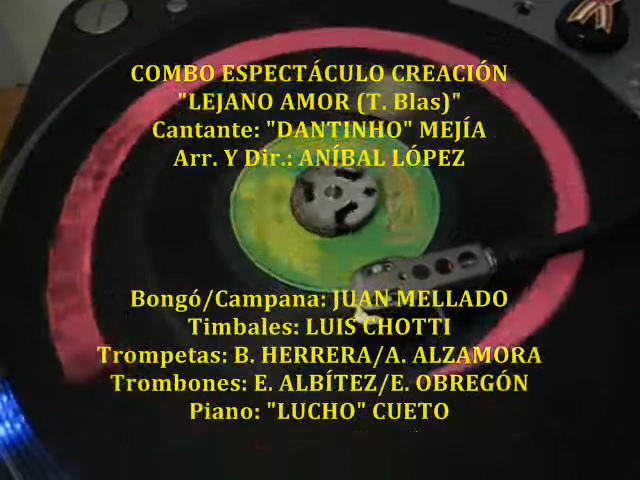 COMBO ESPECTÁCULO CREACIÓN
"LEJANO AMOR (T. Blas)"
Cantante: "DANTINHO" MEJÍA
Arr. Y Dir.: ANÍBAL LÓPEZ
Bongó/Campana: JUAN MELLADO
Timbales: LUIS CHOTTI
Trompetas: B. HERRERA/A. ALZAMORA
Trombones: E. ALBÍTEZ/E. OBREGÓN
Piano: "LUCHO" CUETO